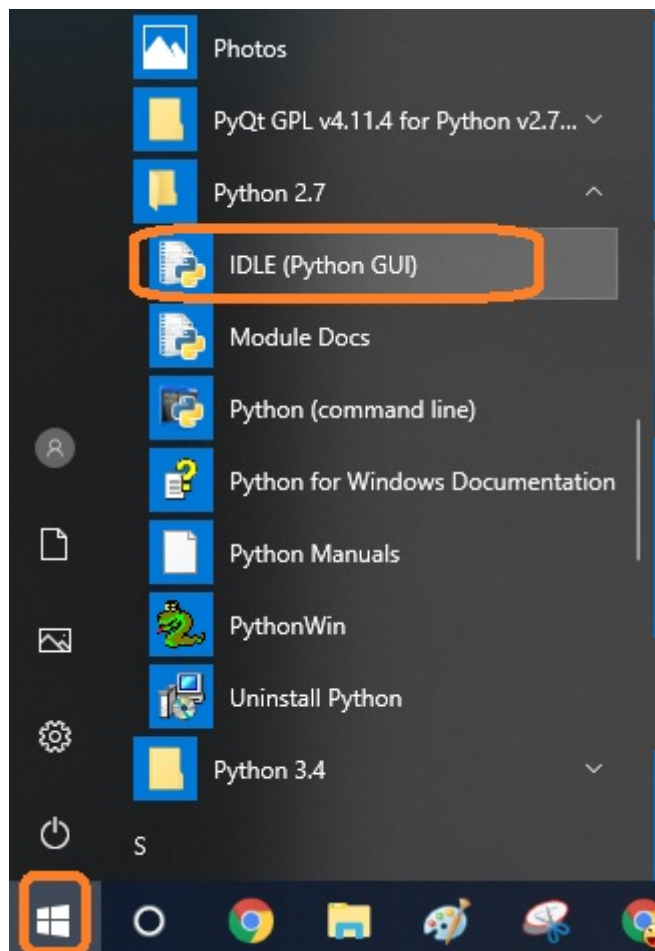 Photos
PyQt GPL v4.11.4 for Python v2.7...
Python 2.7
IDLE (Python GUI)
Module Docs
Python (command line)
Python for Windows Documentation
Python Manuals
PythonWin
Uninstall Python
Python 3.4
S